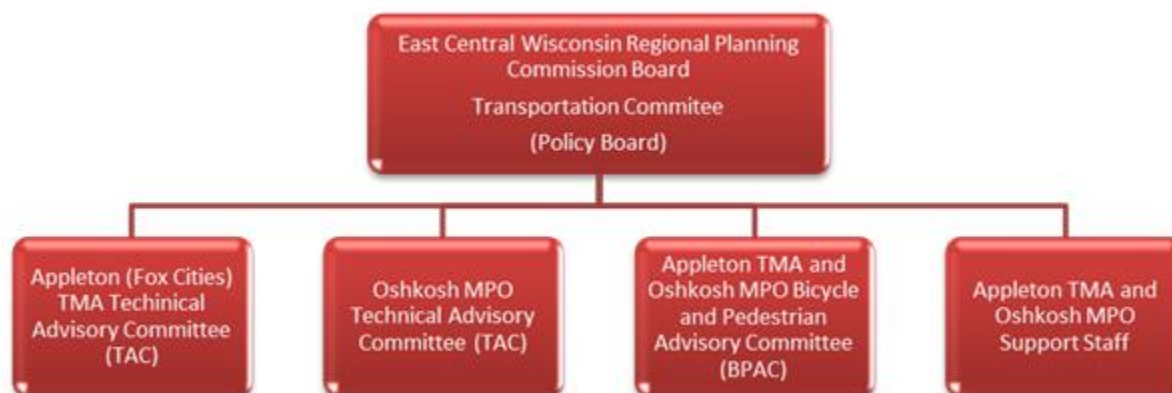 East Central Wisconsin Regional Planning
Commission Board
Transportation Commitee
(Policy Board)
Appleton (Fox Cities)
TMA Techinical
Advisory Committee
(TAC)
Oshkosh MPO
Technical Advisory
Committee (TAC)
Appleton TMA and
Oshkosh MPO Bicycle
and Pedestrian
Advisory Committee
(BPAC)
Appleton TMA and
Oshkosh MPO
Support Staff